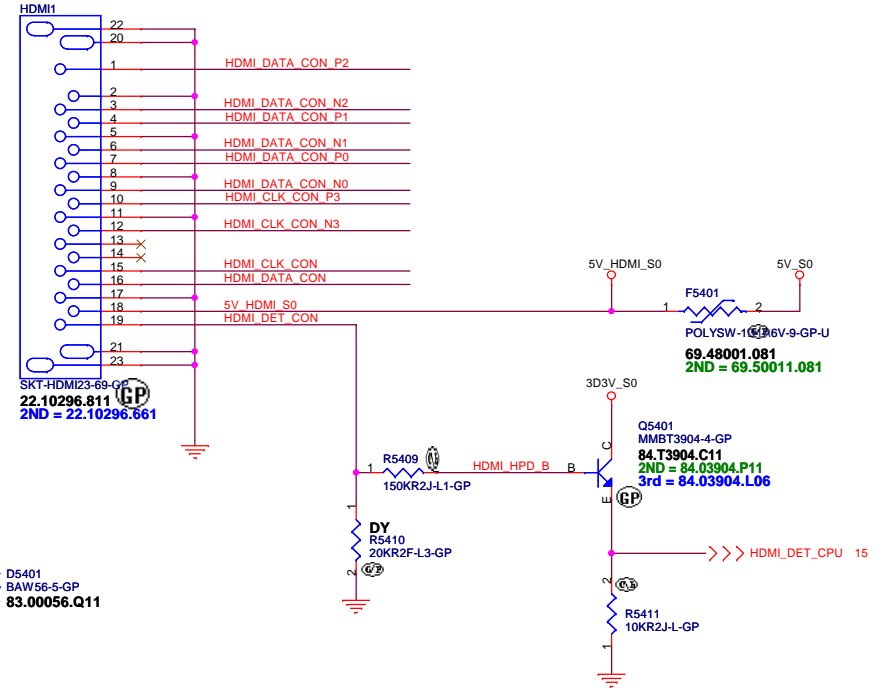 HDMI1
22
20
1 HDMI_DATA_CON_P2
2
3 HDMI_DATA_CON_N2
4 HDMI_DATA_CON_P1
5
6 HDMI_DATA_CON_N1
7 HDMI_DATA_CON_P0
8
9 HDMI_DATA_CON_N0
10 HDMI_CLK_CON_P3
11
12 HDMI_CLK_CON_N3
13
14
15 HDMI_CLK_CON
16 HDMI_DATA_CON
17
18 5V_HDMI_S0
19 HDMI_DET_CON
21
23
SKT-HDMI23-69-GP
22.10296.811
GP
2ND = 22.10296.661
5V_HDMI_S0
5V_S0
F5401
1 2
69.48001.081
2ND = 69.50011.081
3D3V_S0
C
Q5401
MMBT3904-4-GP
84.T3904.C11
2ND = 84.03904.P11
3rd = 84.03904.L06
B
E
GP
1 R5409
150KR2J-L1-GP
HDMI_HPD_B
1
DY
R5410
20KR2F-L3-GP
2
HDMI_DET_CPU 15
2
R5411
10KR2J-L-GP
1
D5401
BAW56-5-GP
83.00056.Q11